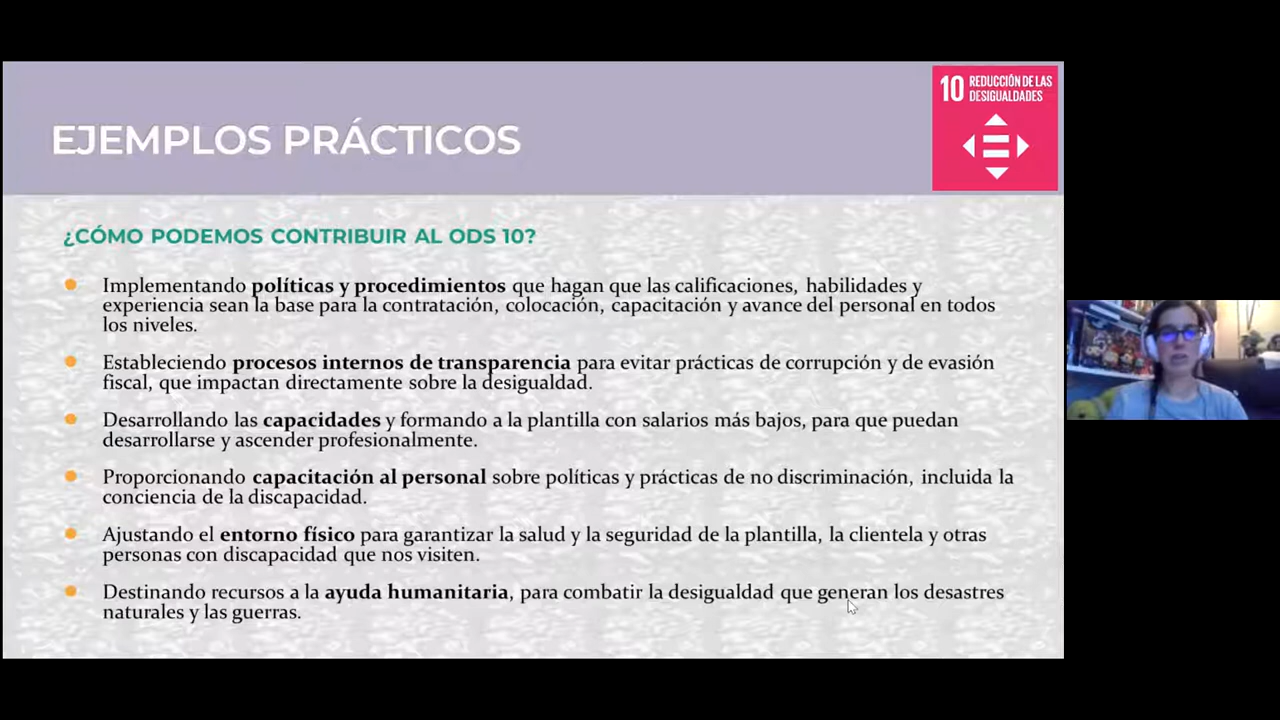 EJEMPLOS PRÁCTICOS
10 REDUCCIÓN DE LAS
DESIGUALDADES
¿CÓMO PODEMOS CONTRIBUIR AL ODS 10?
Implementando políticas y procedimientos que hagan que las calificaciones, habilidades y
experiencia sean la base para la contratación, colocación, capacitación y avance del personal en todos
los niveles.
Estableciendo procesos internos de transparencia para evitar prácticas de corrupción y de evasión
fiscal, que impactan directamente sobre la desigualdad.
Desarrollando las capacidades y formando a la plantilla con salarios más bajos, para que puedan
desarrollarse y ascender profesionalmente.
Proporcionando capacitación al personal sobre políticas y prácticas de no discriminación, incluida la
conciencia de la discapacidad.
Ajustando el entorno físico para garantizar la salud y la seguridad de la plantilla, la clientela y otras
personas con discapacidad que nos visiten.
Destinando recursos a la ayuda humanitaria, para combatir la desigualdad que generan los desastres
naturales y las guerras.